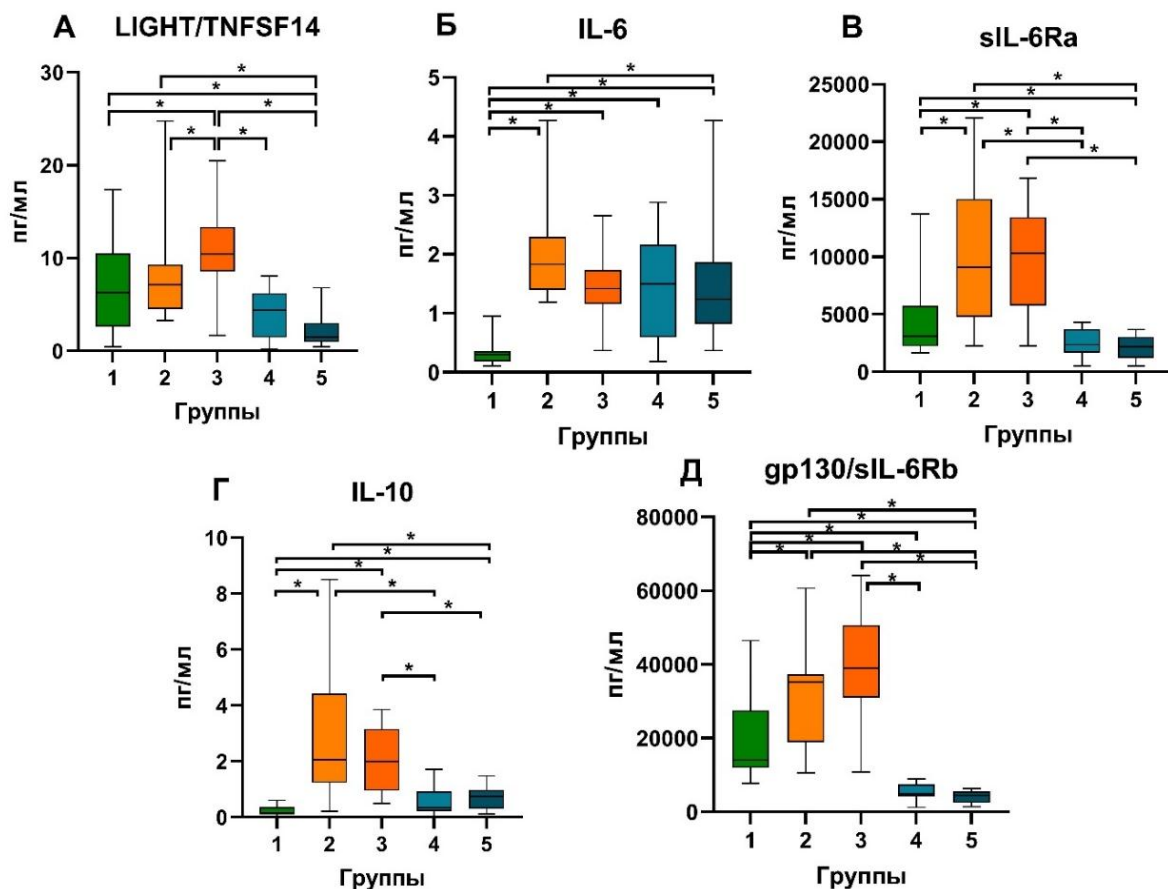 А LIGHT/TNFSF14
пг/мл
30
20
10
0
* * * * * *
1 2 3 4 5
Группы
Б IL-6
пг/мл
5
4
3
2
1
0
* * * * *
1 2 3 4 5
Группы
В sIL-6Ra
пг/мл
25000
20000
15000
10000
5000
0
* * * * * * *
1 2 3 4 5
Группы
Г IL-10
пг/мл
10
8
6
4
2
0
* * * * * * *
1 2 3 4 5
Группы
Д gp130/sIL-6Rb
пг/мл
80000
60000
40000
20000
0
* * * * * * * *
1 2 3 4 5
Группы